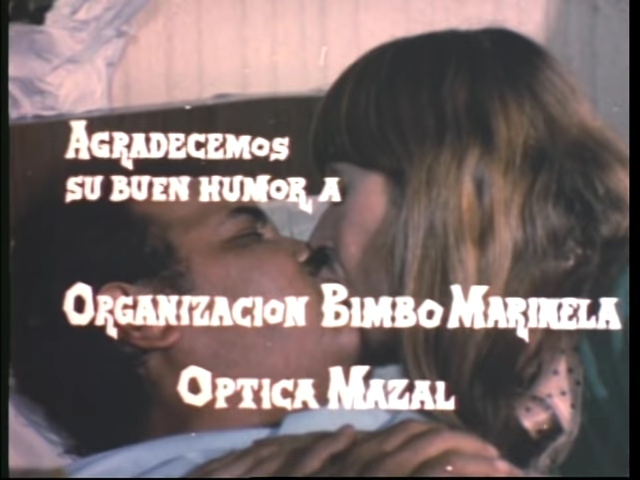 AGRADECEMOS
SU BUEN HUMOR A
ORGANIZACION BIMBO MARINELA
OPTICA MAZAL